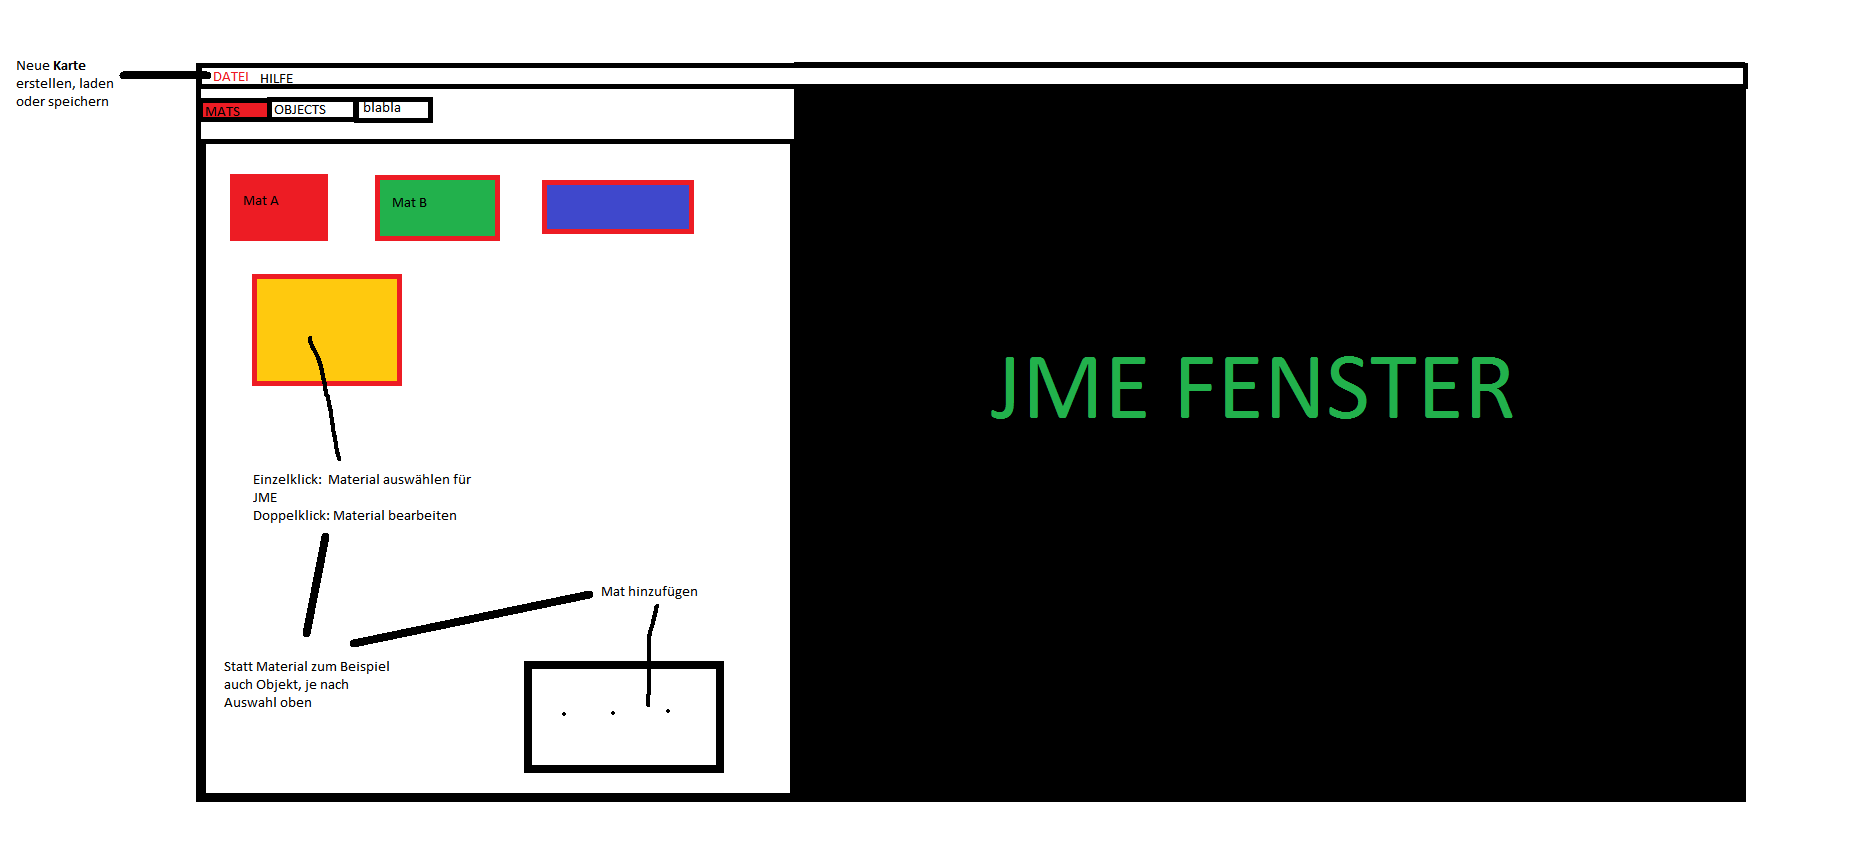 Neue Karte
erstellen, laden
oder speichern
DATEI HILFE
MATS OBJECTS blabla
Mat A Mat B
JME FENSTER
Einzelklick: Material auswählen für
JME
Doppelklick: Material bearbeiten
Mat hinzufügen
Statt Material zum Beispiel
auch Objekt, je nach
Auswahl oben